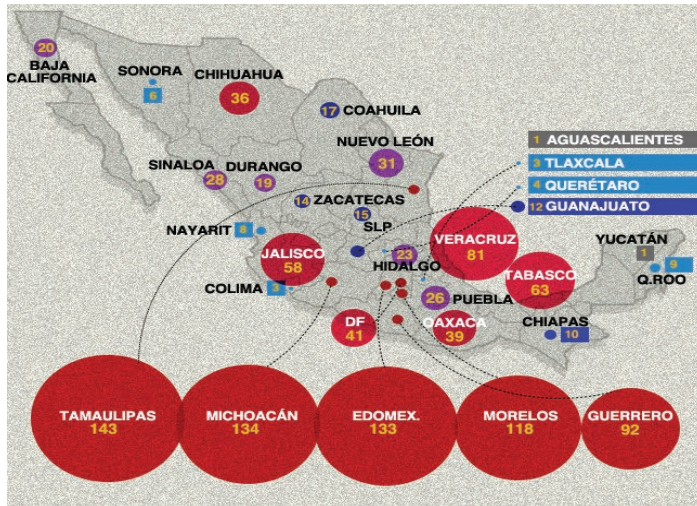 20
BAJA
CALIFORNIA
SONORA
6
CHIHUAHUA
36
17 COAHUILA
NUEVO LEÓN
31
1 AGUASCALIENTES
3 TLAXCALA
4 QUERÉTARO
12 GUANAJUATO
SINALOA
28
DURANGO
19
14 ZACATECAS
15
SLP
NAYARIT 8
JALISCO
58
23
HIDALGO
VERACRUZ
81
TABASCO
63
YUCATÁN
1
9
Q.ROO
COLIMA 3
26 PUEBLA
DF
41
OAXACA
39
CHIAPAS
10
TAMAULIPAS
143
MICHOACÁN
134
EDOMEX.
133
MORELOS
118
GUERRERO
92